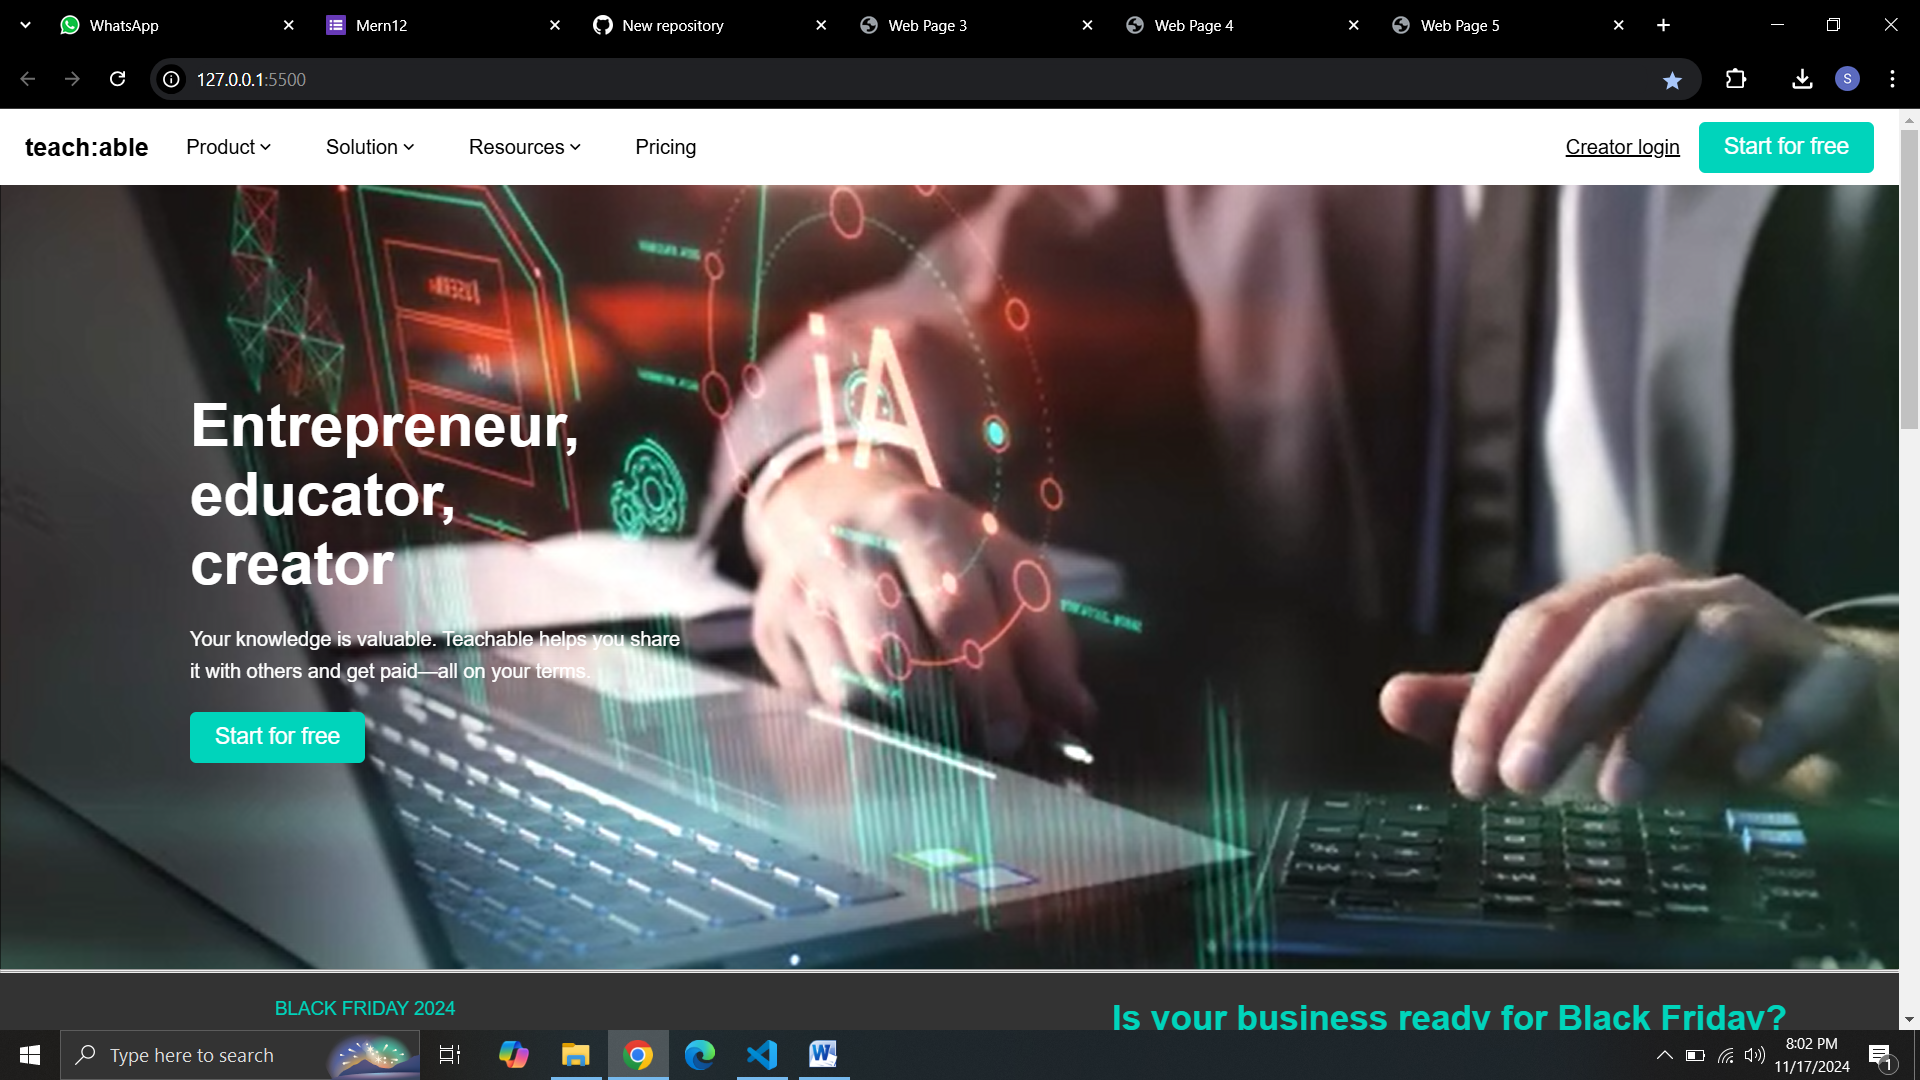 WhatsApp
Mern12
New repository
Web Page 3
Web Page 4
Web Page 5
127.0.0.1:5500
S
teach:able
Product
Solution
Resources
Pricing
Creator login
Start for free
iA
Entrepreneur,
educator,
creator
Your knowledge is valuable. Teachable helps you share
it with others and get paid—all on your terms.
Start for free
BLACK FRIDAY 2024
Is your business ready for Black Friday?
Type here to search
8:02 PM
11/17/2024
1